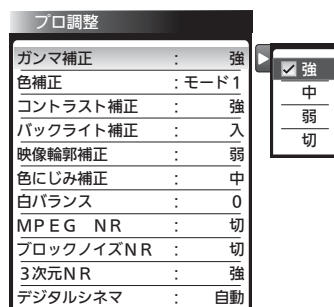 プロ調整
ガンマ補正 : 強
色補正 : モード1
コントラスト補正 : 強
バックライト補正 : 入
映像輪郭補正 : 弱
色にじみ補正 : 中
白バランス : 0
MPEG NR : 切
ブロックノイズNR : 切
3次元NR : 強
デジタルシネマ : 自動
強
中
弱
切